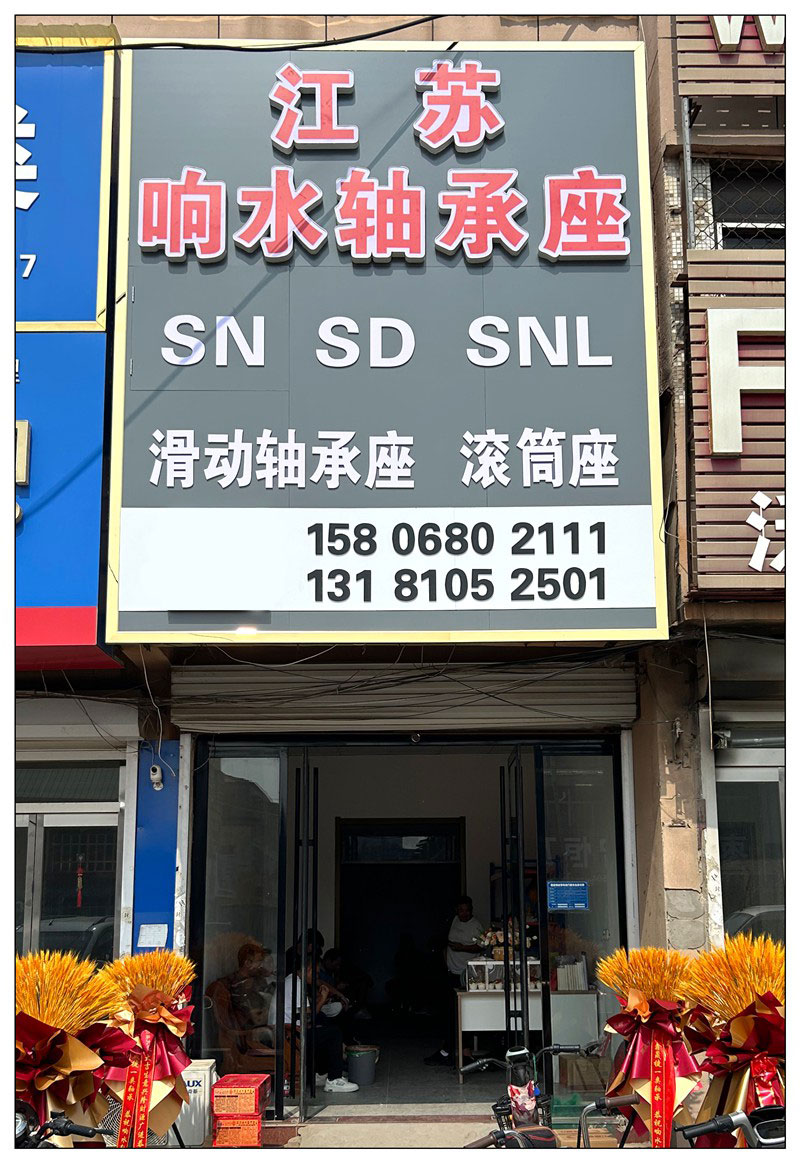 江苏
响水轴承座
SN SD SNL
滑动轴承座 滚筒座
158 0680 2111
131 8105 2501
7
W
F